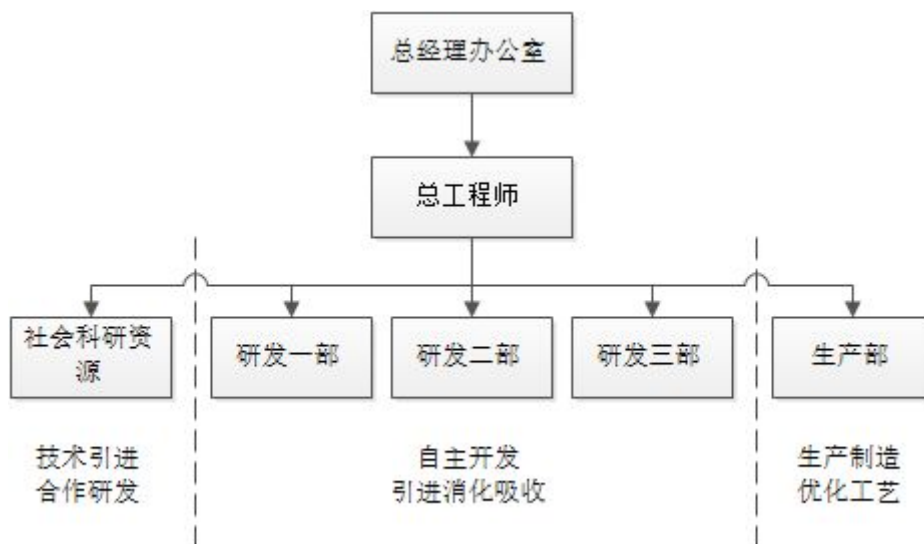 总经理办公室
总工程师
社会科研资
源
研发一部
研发二部
研发三部
生产部
技术引进
合作研发
自主开发
引进消化吸收
生产制造
优化工艺